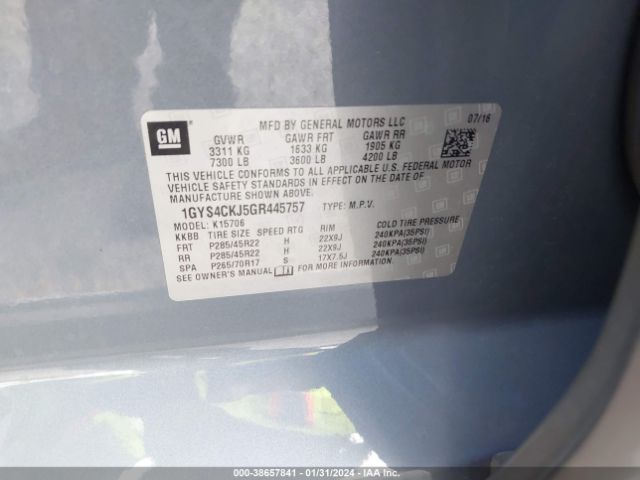 GM
MFD BY GENERAL MOTORS LLC 07/16
GVWR GAWR FRT GAWR RR
3311 KG 1633 KG 1905 KG
7300 LB 3600 LB 4200 LB
THIS VEHICLE CONFORMS TO ALL APPLICABLE U.S. FEDERAL MOTOR
VEHICLE SAFETY STANDARDS IN EFFECT ON THE DATE OF
MANUFACTURE SHOWN ABOVE.
1GYS4CKJ5GR445757 TYPE: M.P.V.
MODEL: K15706
KKBB TIRE SIZE SPEED RTG RIM COLD TIRE PRESSURE
FRT P285/45R22 H 22X9J 240KPA(35PSI)
RR P285/45R22 H 22X9J 240KPA(35PSI)
SPA P265/70R17 S 17X7.5J 240KPA(35PSI)
SEE OWNER'S MANUAL FOR MORE INFORMATION.
000-38657841 - 01/31/2024 - IAA Inc.